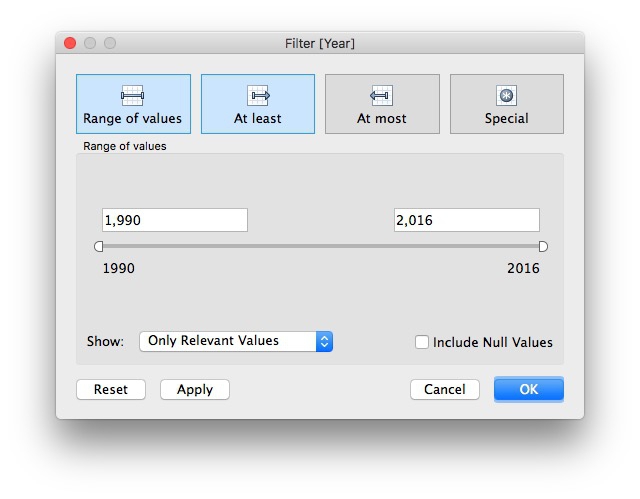 Filter [Year]
Range of values At least At most Special
Range of values
1,990 2,016
1990 2016
Show: Only Relevant Values Include Null Values
Reset Apply Cancel OK